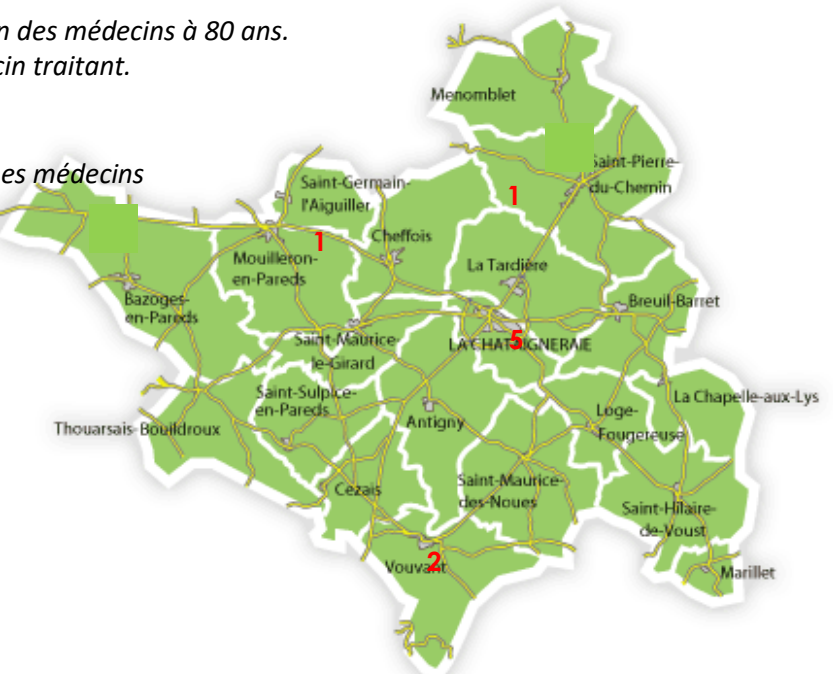 n des médecins à 80 ans.
cin traitant.
es médecins
Menomblet
Saint-Pierre-
du-Chemin
1
Saint-Germain-
l'Aiguiller
1
Cheffois
Mouilleron-
en-Pareds
La Tardière
Bazoges-
en-Pareds
Breuil-Barret
Saint-Maurice-
le-Girard
LA CHATAIGNERAIE
5
Saint-Sulpice-
en-Pareds
La Chapelle-aux-Lys
Thouarsais-Bouildroux
Antigny
Loge-
Fougereuse
Cezais
Saint-Maurice-
des-Noues
Saint-Hilaire-
de-Voust
Vouvant
2
Marillet